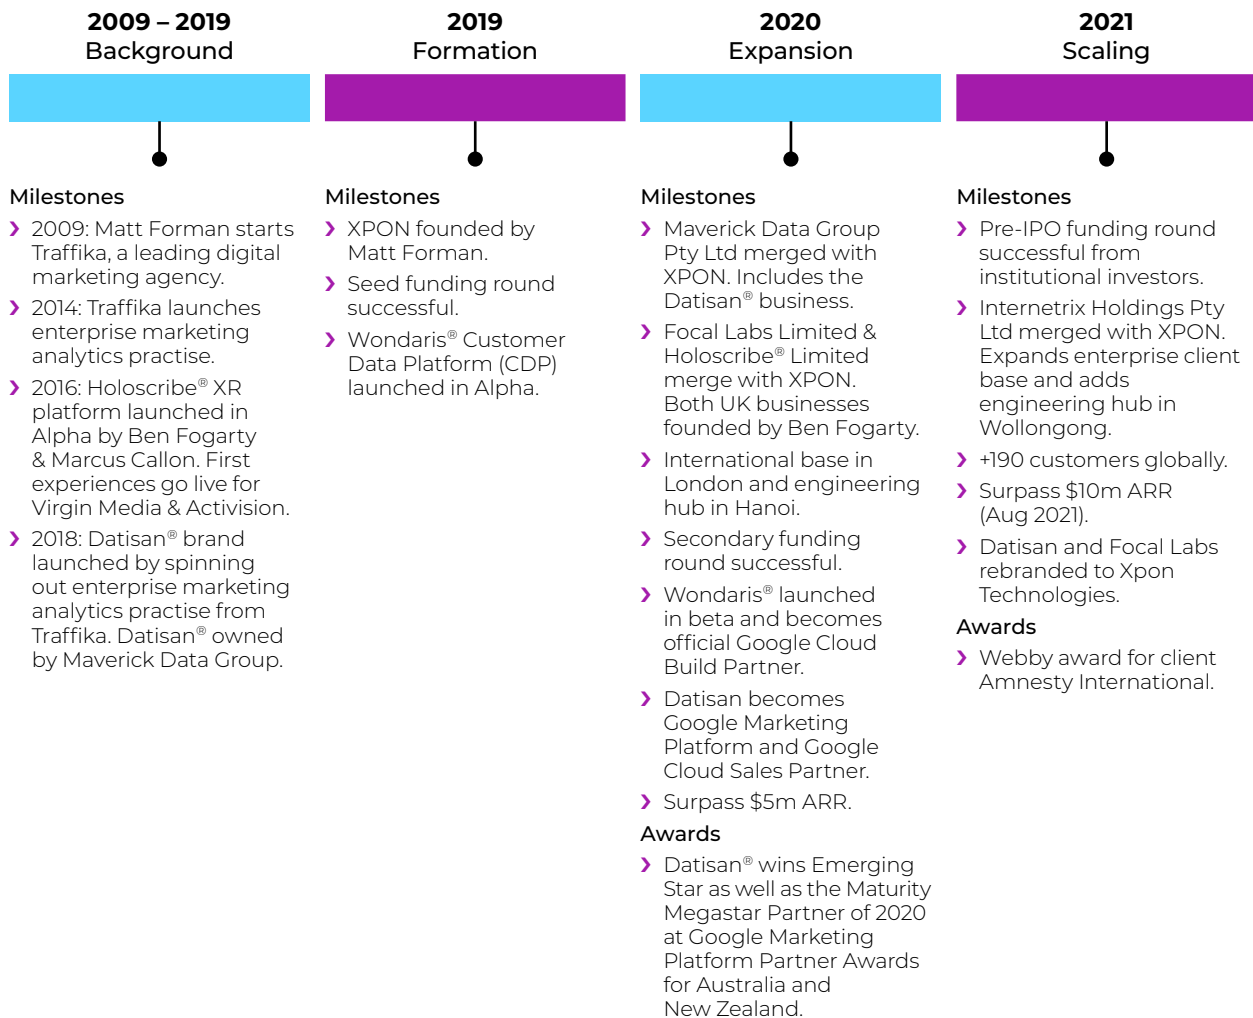 2009 – 2019
Background
Milestones
❯ 2009: Matt Forman starts
Traffika, a leading digital
marketing agency.
❯ 2014: Traffika launches
enterprise marketing
analytics practise.
❯ 2016: Holoscribe® XR
platform launched in
Alpha by Ben Fogarty
& Marcus Callon. First
experiences go live for
Virgin Media & Activision.
❯ 2018: Datisan® brand
launched by spinning
out enterprise marketing
analytics practise from
Traffika. Datisan® owned
by Maverick Data Group.
2019
Formation
Milestones
❯ XPON founded by
Matt Forman.
❯ Seed funding round
successful.
❯ Wondaris® Customer
Data Platform (CDP)
launched in Alpha.
2020
Expansion
Milestones
❯ Maverick Data Group
Pty Ltd merged with
XPON. Includes the
Datisan® business.
❯ Focal Labs Limited &
Holoscribe® Limited
merge with XPON.
Both UK businesses
founded by Ben Fogarty.
❯ International base in
London and engineering
hub in Hanoi.
❯ Secondary funding
round successful.
❯ Wondaris® launched
in beta and becomes
official Google Cloud
Build Partner.
❯ Datisan becomes
Google Marketing
Platform and Google
Cloud Sales Partner.
❯ Surpass $5m ARR.
Awards
❯ Datisan® wins Emerging
Star as well as the Maturity
Megastar Partner of 2020
at Google Marketing
Platform Partner Awards
for Australia and
New Zealand.
2021
Scaling
Milestones
❯ Pre-IPO funding round
successful from
institutional investors.
❯ Internetrix Holdings Pty
Ltd merged with XPON.
Expands enterprise client
base and adds
engineering hub in
Wollongong.
❯ +190 customers globally.
❯ Surpass $10m ARR
(Aug 2021).
❯ Datisan and Focal Labs
rebranded to Xpon
Technologies.
Awards
❯ Webby award for client
Amnesty International.